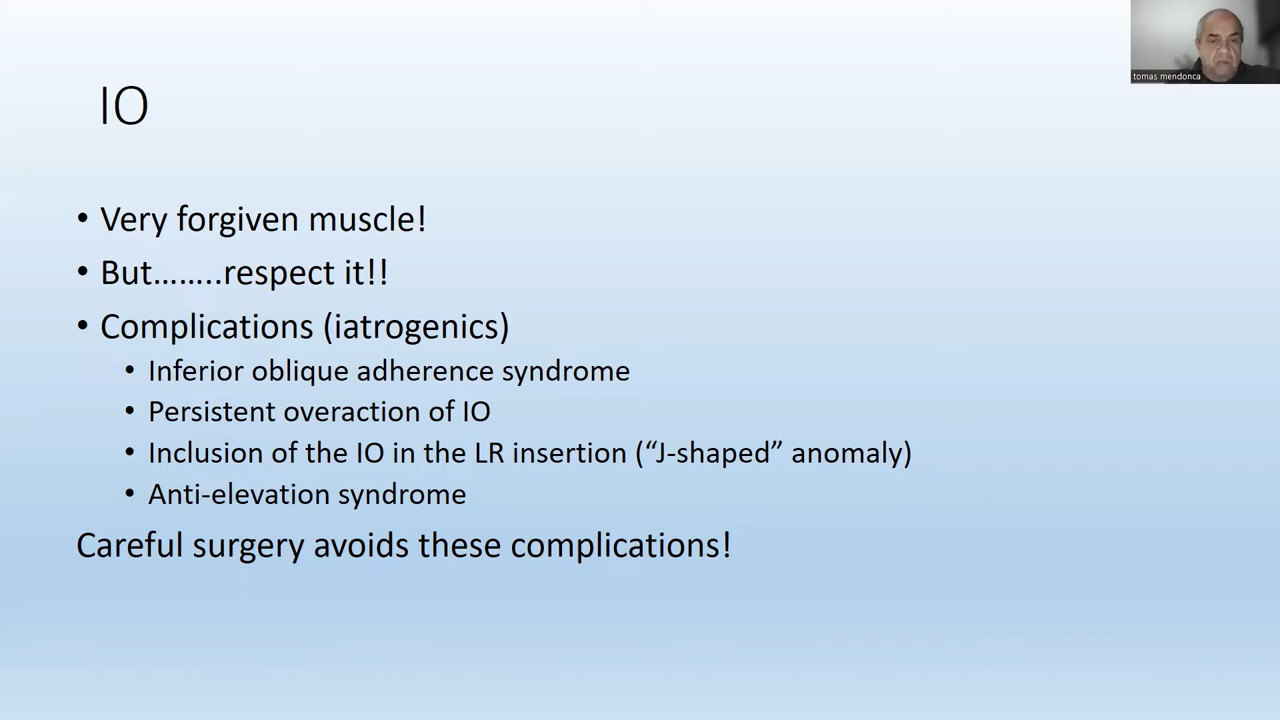 tomas mendonca
IO
• Very forgiven muscle!
• But……..respect it!!
• Complications (iatrogenics)
• Inferior oblique adherence syndrome
• Persistent overaction of IO
• Inclusion of the IO in the LR insertion (“J-shaped” anomaly)
• Anti-elevation syndrome
Careful surgery avoids these complications!